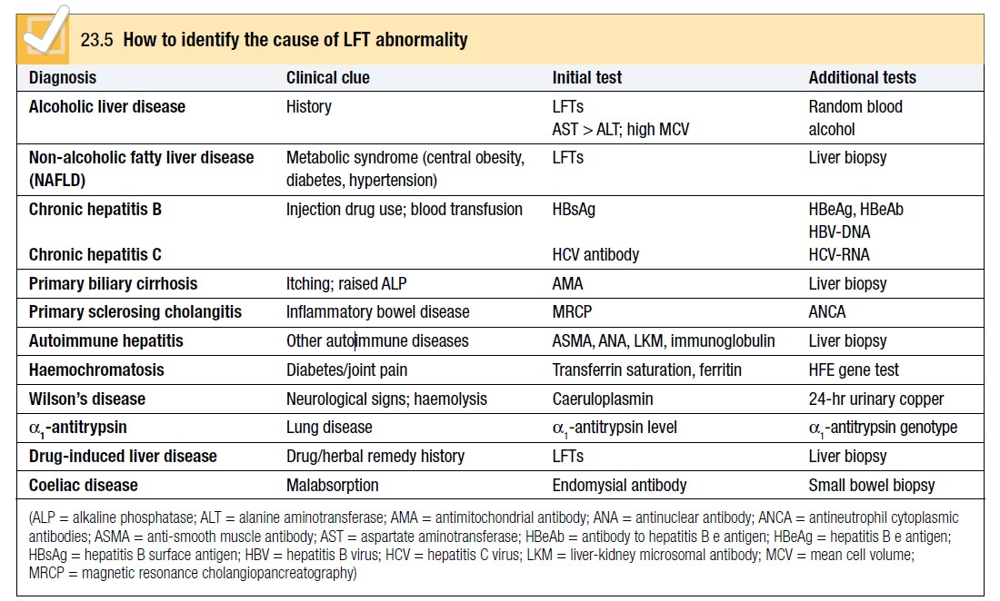 23.5 How to identify the cause of LFT abnormality
Diagnosis Clinical clue Initial test Additional tests
Alcoholic liver disease History LFTs Random blood
AST > ALT; high MCV alcohol
Non-alcoholic fatty liver disease Metabolic syndrome (central obesity, LFTs Liver biopsy
(NAFLD) diabetes, hypertension)
Chronic hepatitis B Injection drug use; blood transfusion HBsAg HBeAg, HBeAb
HBV-DNA
Chronic hepatitis C HCV antibody HCV-RNA
Primary biliary cirrhosis Itching; raised ALP AMA Liver biopsy
Primary sclerosing cholangitis Inflammatory bowel disease MRCP ANCA
Autoimmune hepatitis Other autoimmune diseases ASMA, ANA, LKM, immunoglobulin Liver biopsy
Haemochromatosis Diabetes/joint pain Transferrin saturation, ferritin HFE gene test
Wilson’s disease Neurological signs; haemolysis Caeruloplasmin 24-hr urinary copper
α1-antitrypsin Lung disease α1-antitrypsin level α1-antitrypsin genotype
Drug-induced liver disease Drug/herbal remedy history LFTs Liver biopsy
Coeliac disease Malabsorption Endomysial antibody Small bowel biopsy
(ALP = alkaline phosphatase; ALT = alanine aminotransferase; AMA = antimitochondrial antibody; ANA = antinuclear antibody; ANCA = antineutrophil cytoplasmic
antibodies; ASMA = anti-smooth muscle antibody; AST = aspartate aminotransferase; HBeAb = antibody to hepatitis B e antigen; HBeAg = hepatitis B e antigen;
HBsAg = hepatitis B surface antigen; HBV = hepatitis B virus; HCV = hepatitis C virus; LKM = liver-kidney microsomal antibody; MCV = mean cell volume;
MRCP = magnetic resonance cholangiopancreatography)